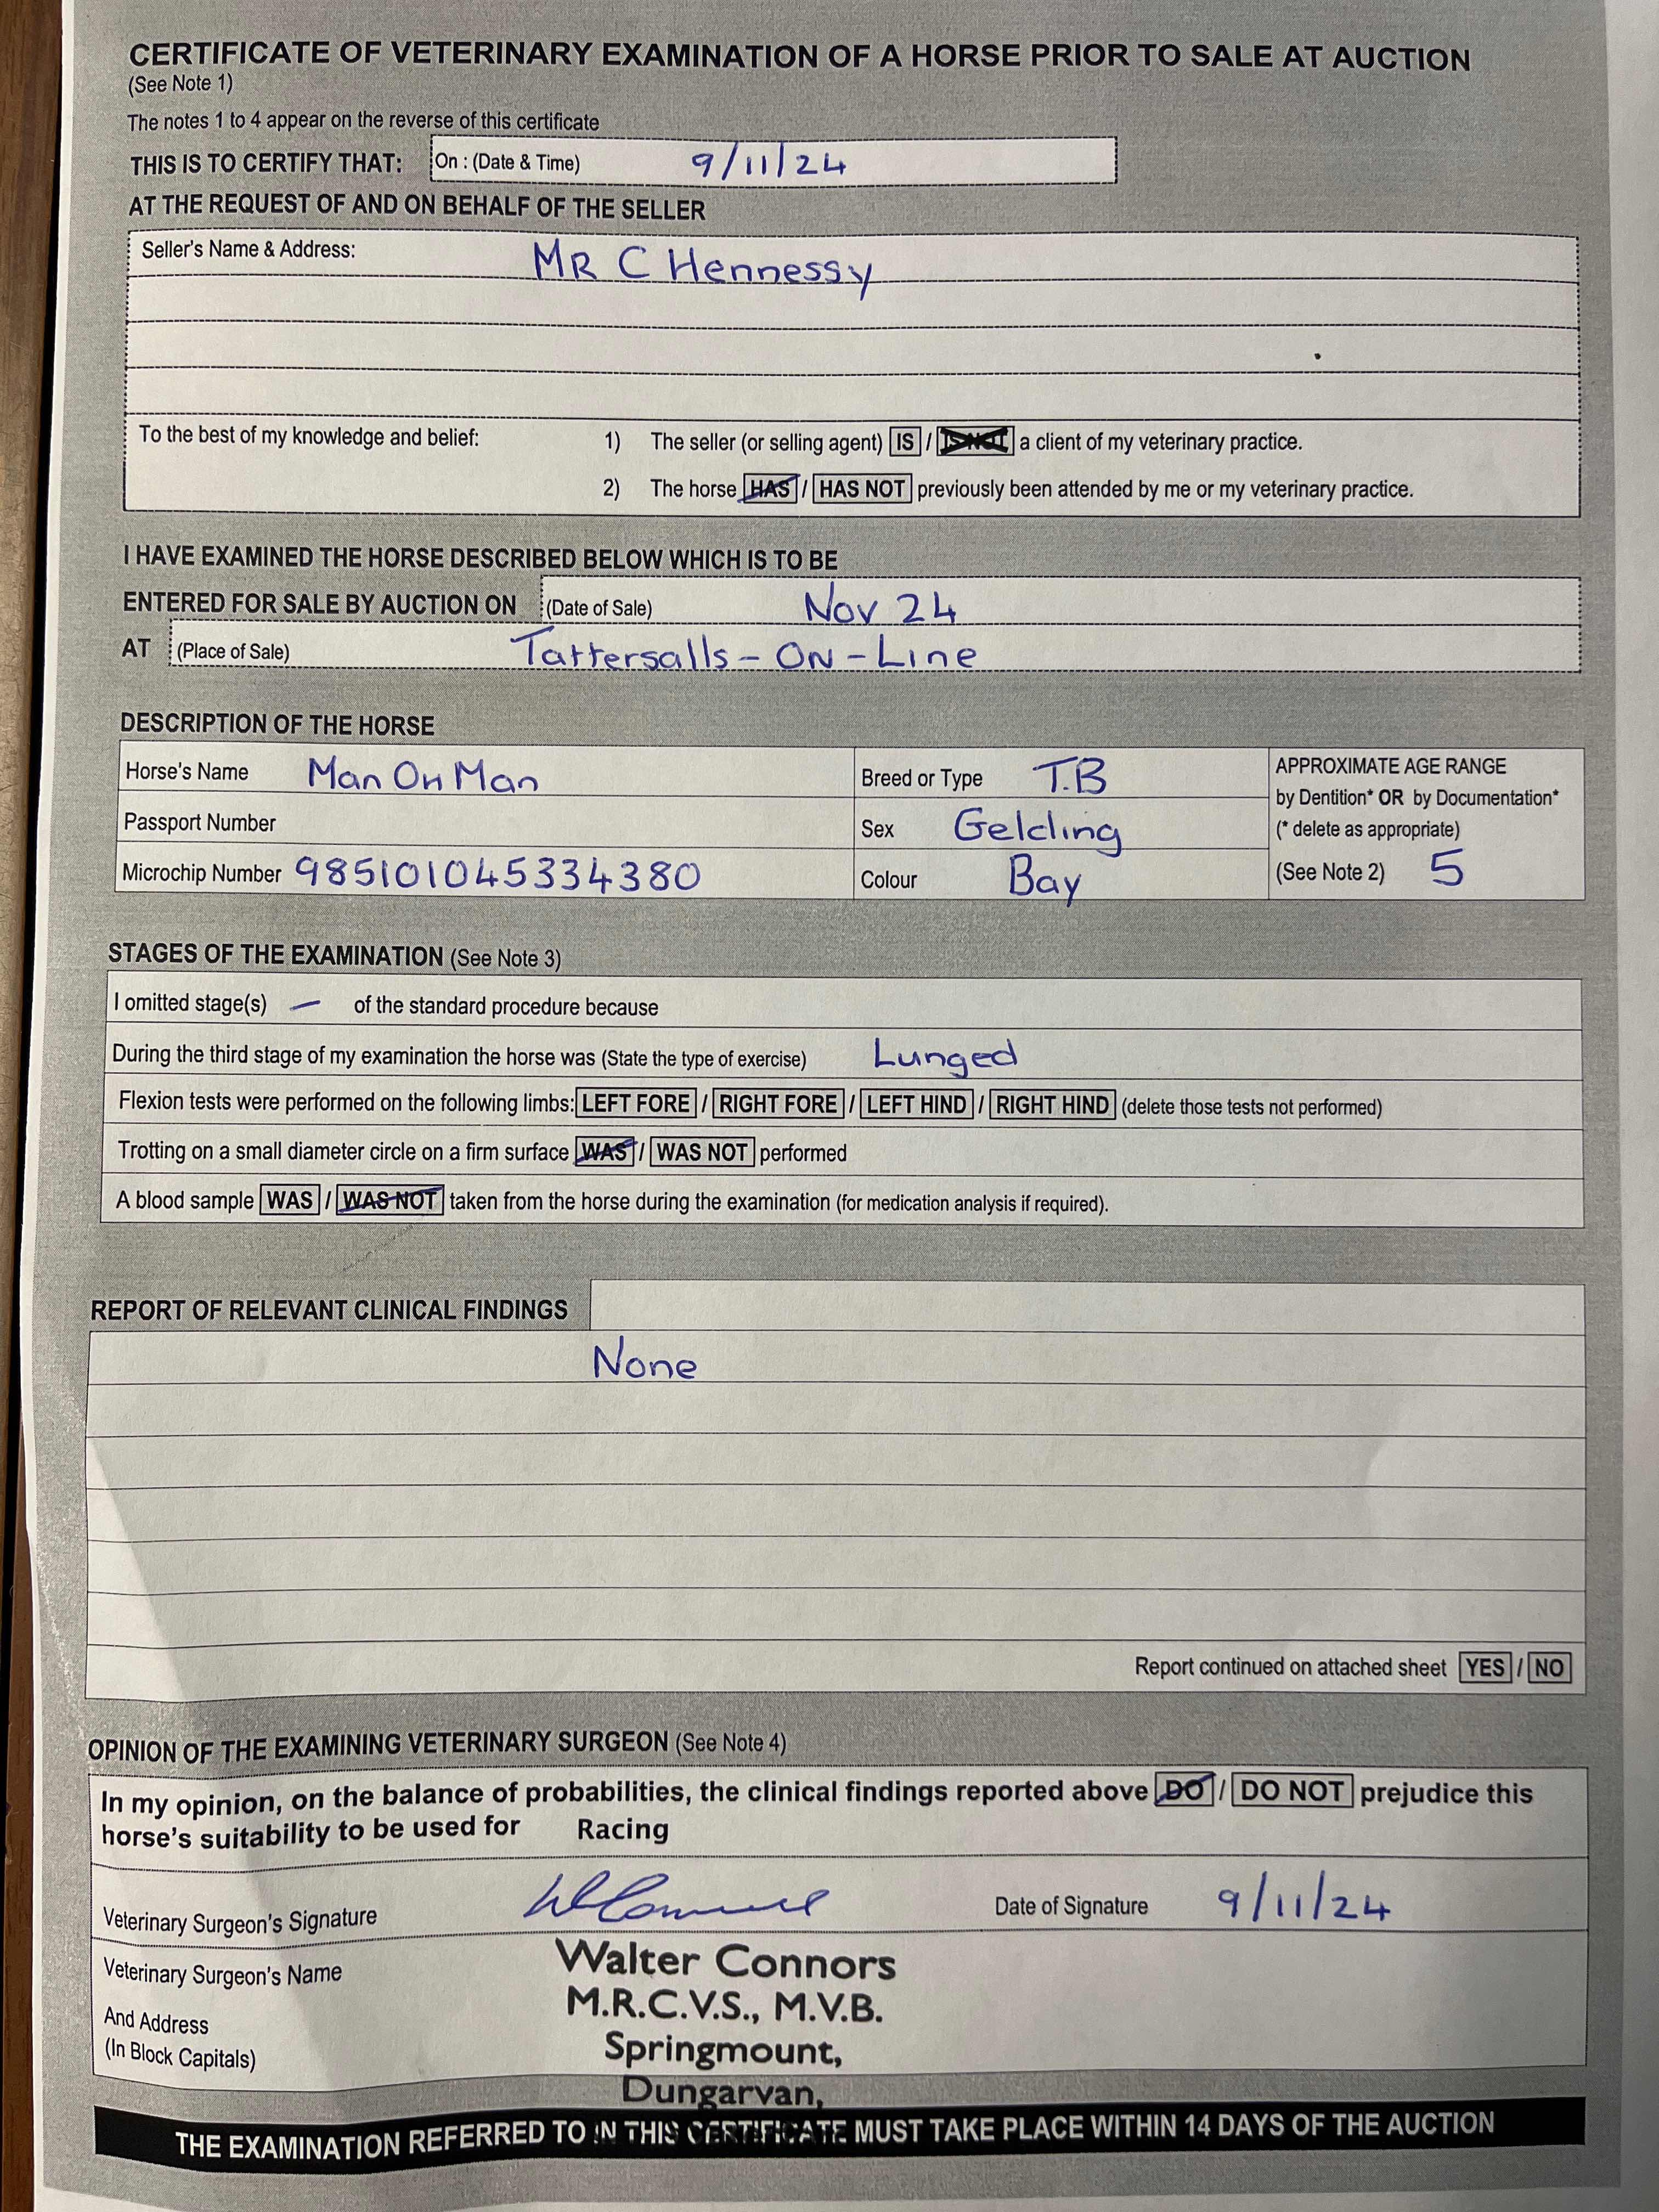 CERTIFICATE OF VETERINARY EXAMINATION OF A HORSE PRIOR TO SALE AT AUCTION
(See Note 1)
The notes 1 to 4 appear on the reverse of this certificate
THIS IS TO CERTIFY THAT: On : (Date & Time) 9/11/24
AT THE REQUEST OF AND ON BEHALF OF THE SELLER
Seller's Name & Address: MR C Hennessy
To the best of my knowledge and belief: 1) The seller (or selling agent) IS / IS NOT a client of my veterinary practice.
2) The horse HAS / HAS NOT previously been attended by me or my veterinary practice.
I HAVE EXAMINED THE HORSE DESCRIBED BELOW WHICH IS TO BE
ENTERED FOR SALE BY AUCTION ON (Date of Sale) Nov 24
AT (Place of Sale) Tattersalls - ON - Line
DESCRIPTION OF THE HORSE
Horse's Name Man On Man
Passport Number
Microchip Number 985101045334380
Breed or Type T.B
Sex Gelding
Colour Bay
APPROXIMATE AGE RANGE
by Dentition* OR by Documentation*
(* delete as appropriate)
(See Note 2) 5
STAGES OF THE EXAMINATION (See Note 3)
I omitted stage(s) — of the standard procedure because
During the third stage of my examination the horse was (State the type of exercise) Lunged
Flexion tests were performed on the following limbs: LEFT FORE / RIGHT FORE / LEFT HIND / RIGHT HIND (delete those tests not performed)
Trotting on a small diameter circle on a firm surface WAS / WAS NOT performed
A blood sample WAS / WAS NOT taken from the horse during the examination (for medication analysis if required).
REPORT OF RELEVANT CLINICAL FINDINGS
None
Report continued on attached sheet YES / NO
OPINION OF THE EXAMINING VETERINARY SURGEON (See Note 4)
In my opinion, on the balance of probabilities, the clinical findings reported above DO / DO NOT prejudice this
horse's suitability to be used for Racing
Veterinary Surgeon's Signature
Date of Signature 9/11/24
Veterinary Surgeon's Name
And Address
(In Block Capitals)
Walter Connors
M.R.C.V.S., M.V.B.
Springmount,
Dungarvan,
THE EXAMINATION REFERRED TO IN THIS CERTIFICATE MUST TAKE PLACE WITHIN 14 DAYS OF THE AUCTION